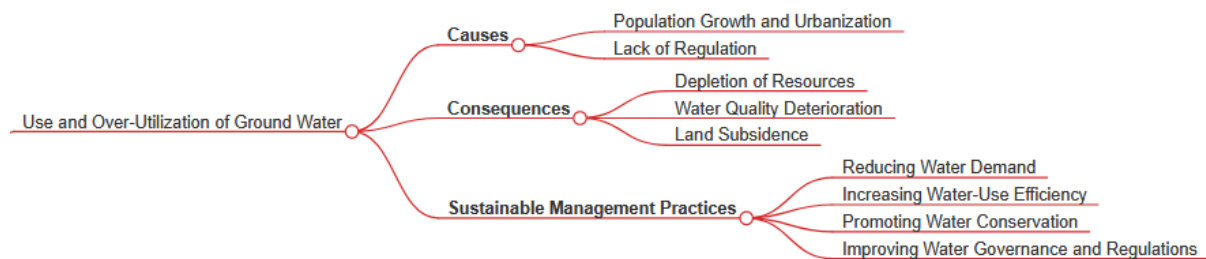 Use and Over-Utilization of Ground Water
Causes
Population Growth and Urbanization
Lack of Regulation
Consequences
Depletion of Resources
Water Quality Deterioration
Land Subsidence
Sustainable Management Practices
Reducing Water Demand
Increasing Water-Use Efficiency
Promoting Water Conservation
Improving Water Governance and Regulations